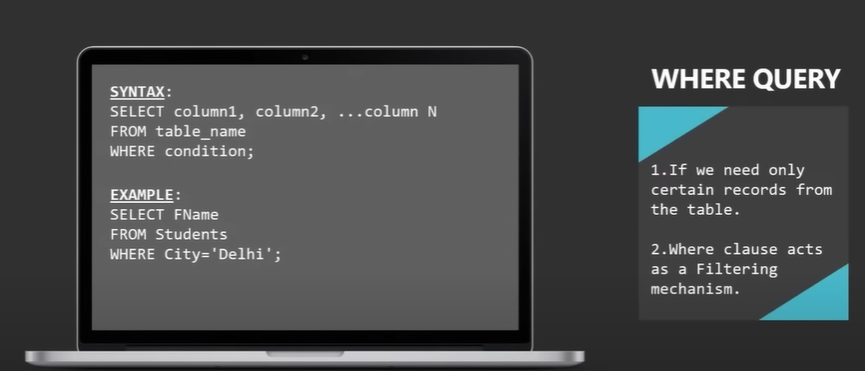 SYNTAX:
SELECT column1, column2, ...column N
FROM table_name
WHERE condition;
EXAMPLE:
SELECT FName
FROM Students
WHERE City='Delhi';
WHERE QUERY
1.If we need only
certain records from
the table.
2.Where clause acts
as a Filtering
mechanism.